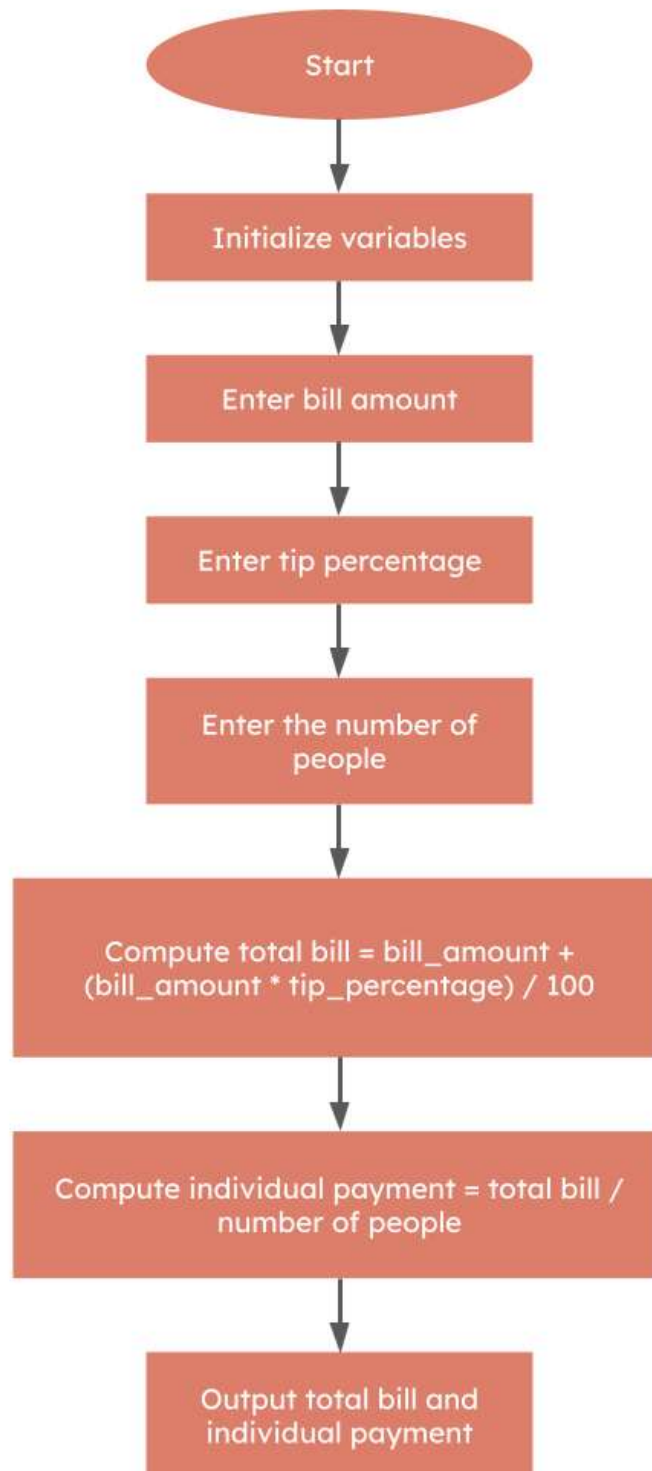 Start
Initialize variables
Enter bill amount
Enter tip percentage
Enter the number of
people
Compute total bill = bill_amount +
(bill_amount * tip_percentage) / 100
Compute individual payment = total bill /
number of people
Output total bill and
individual payment